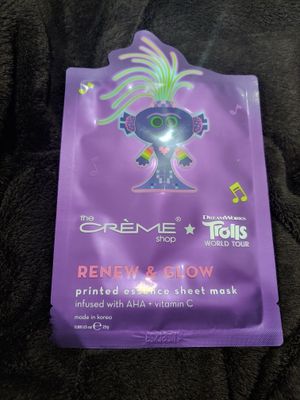 the
CRÈME®
shop
DREAMWORKS
Trolls
WORLD TOUR
RENEW & GLOW
printed essence sheet mask
infused with AHA + vitamin C
made in korea